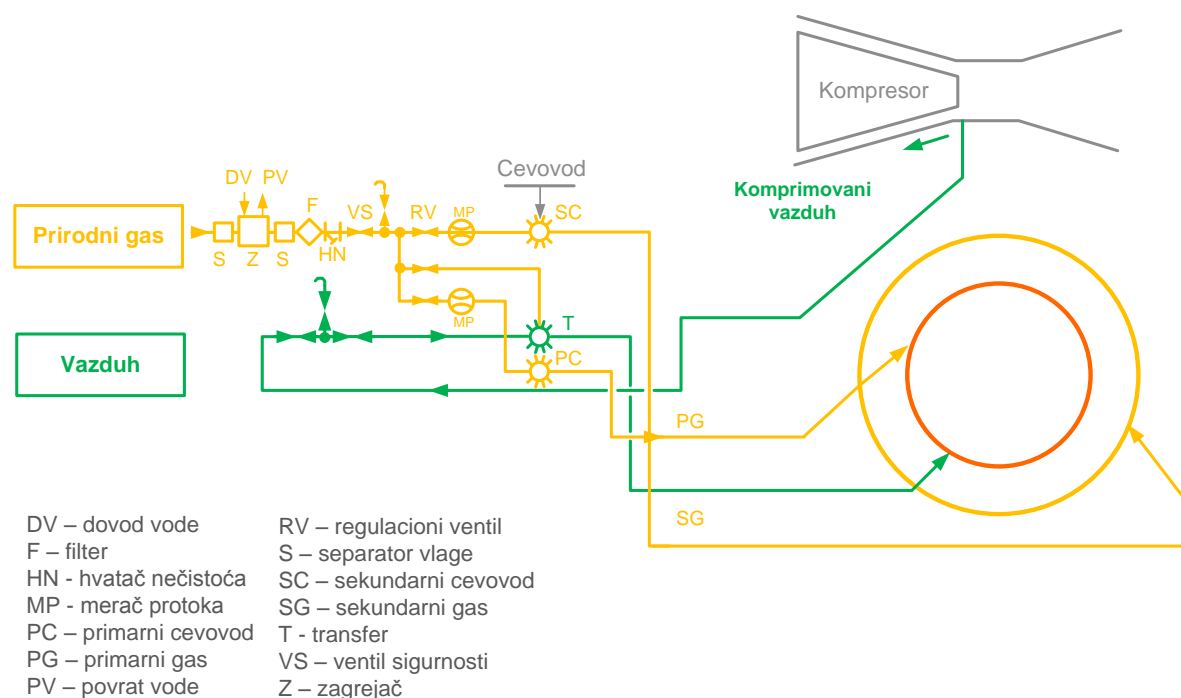 Kompresor
Komprimovani
vazduh
Cevovod
DV
PV
F
VS
RV
MP
SC
Prirodni gas
S
Z
S
HN
MP
T
Vazduh
PC
PG
SG
DV – dovod vode
F – filter
HN - hvatač nečistoća
MP - merač protoka
PC – primarni cevovod
PG – primarni gas
PV – povrat vode
RV – regulacioni ventil
S – separator vlage
SC – sekundarni cevovod
SG – sekundarni gas
T - transfer
VS – ventil sigurnosti
Z – zagrejač